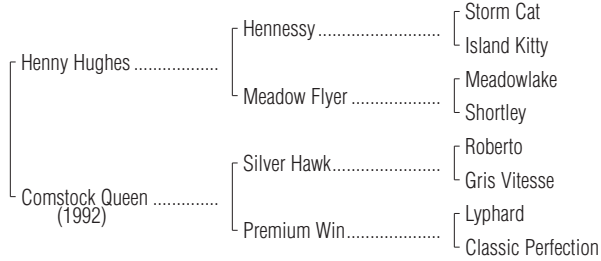 Storm Cat
Hennessy..........................
Island Kitty
Henny Hughes ..................
Meadowlake
Meadow Flyer ...................
Shortley
Roberto
Silver Hawk.......................
Gris Vitesse
Comstock Queen ..............
(1992)
Lyphard
Premium Win....................
Classic Perfection